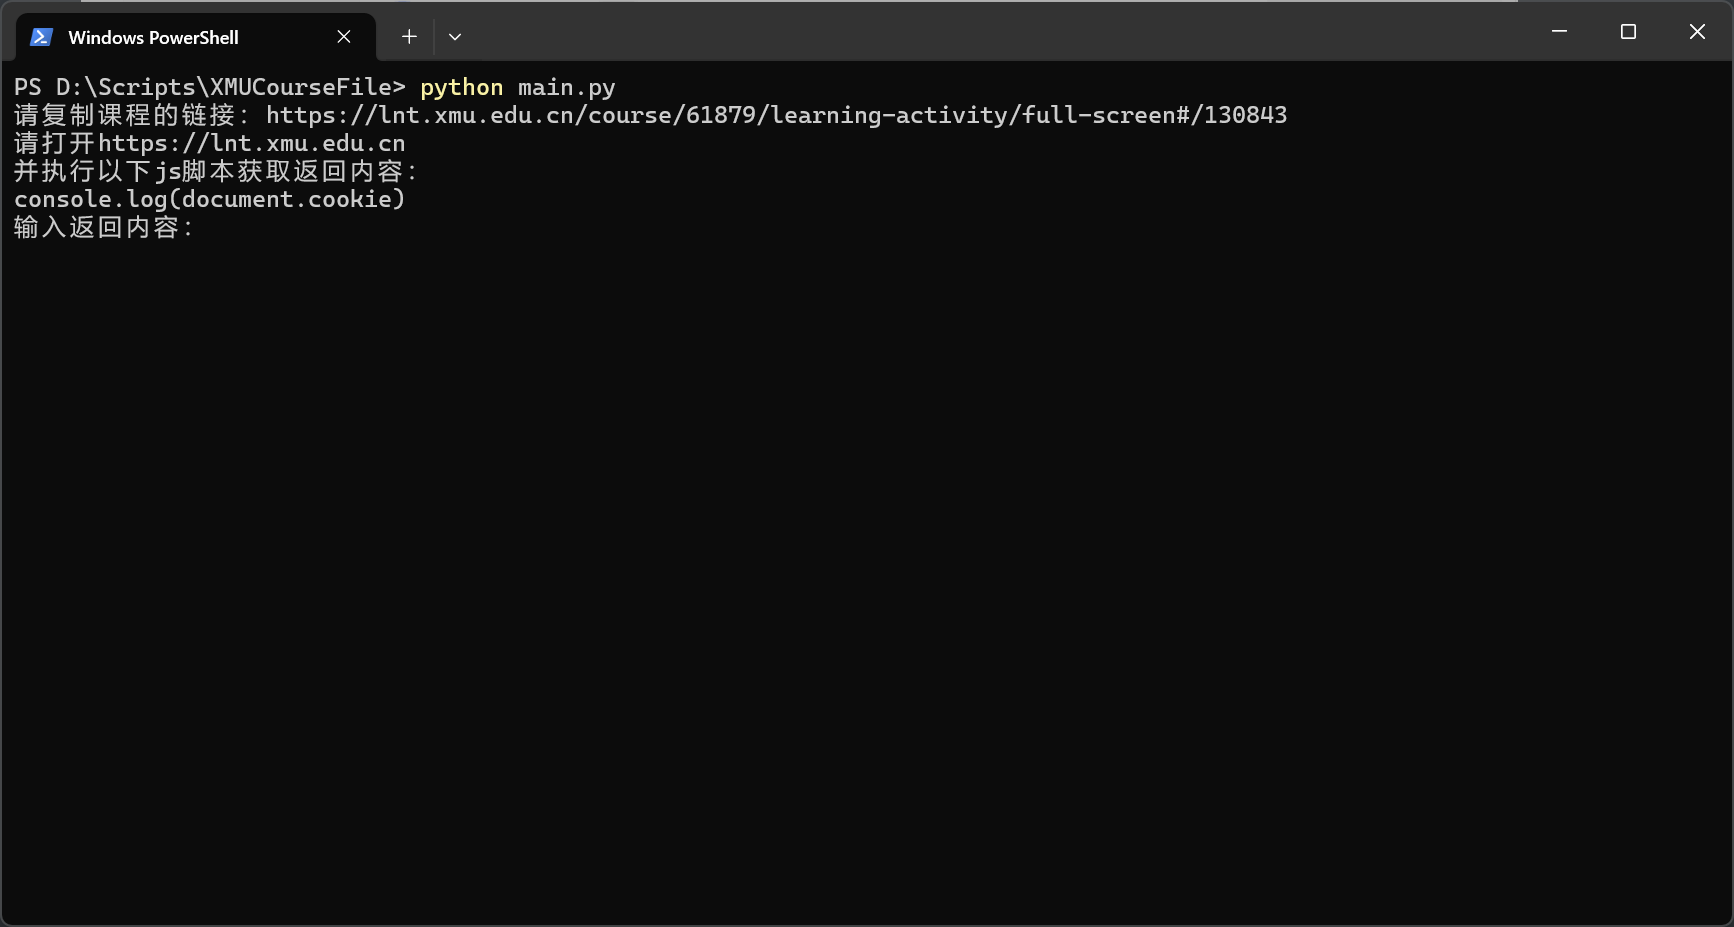 Windows PowerShell
PS D:\Scripts\XMUCourseFile> python main.py
请复制课程的链接：https://lnt.xmu.edu.cn/course/61879/learning-activity/full-screen#/130843
请打开https://lnt.xmu.edu.cn
并执行以下js脚本获取返回内容：
console.log(document.cookie)
输入返回内容：